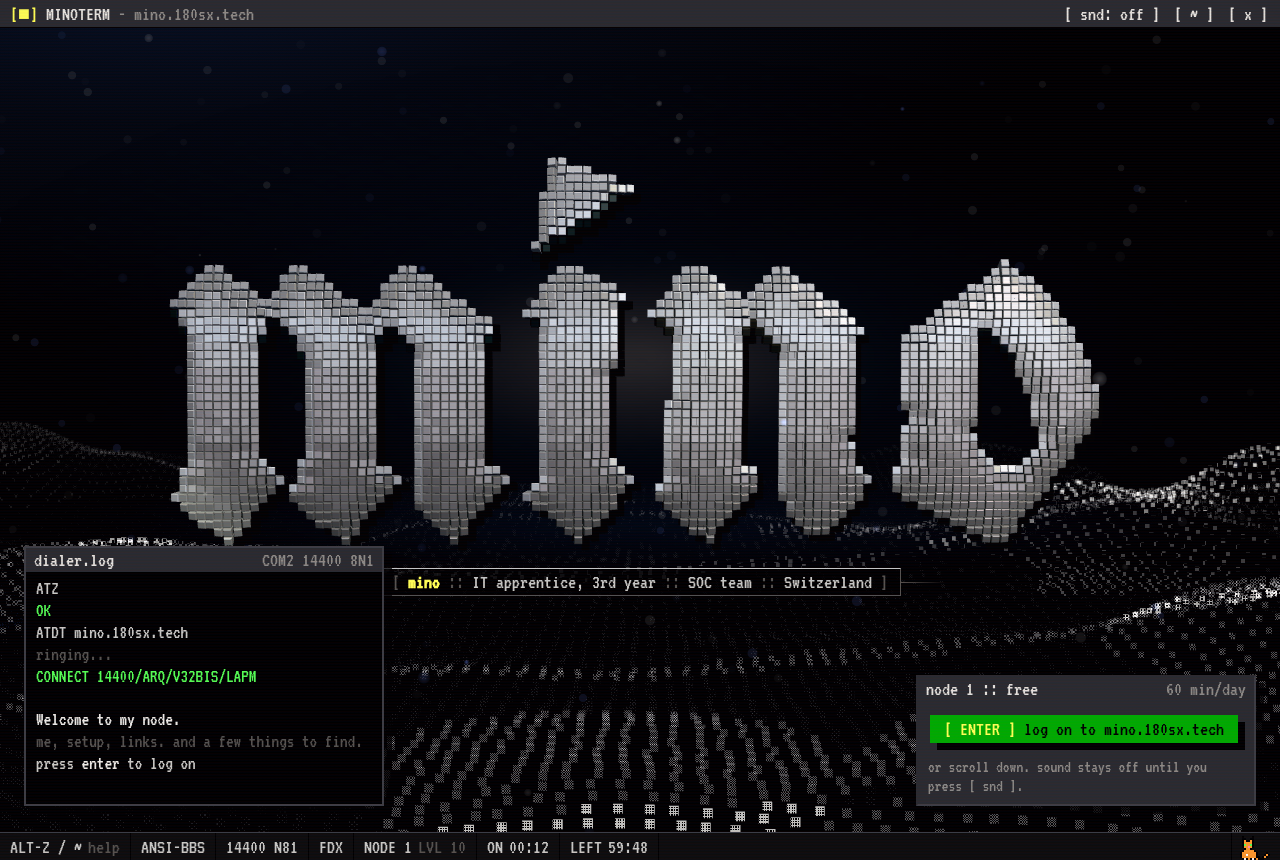 [■] MINOTERM - mino.180sx.tech
[ snd: off ] [ ~ ] [ x ]
mino
dialer.log COM2 14400 8N1
ATZ
OK
ATDT mino.180sx.tech
ringing...
CONNECT 14400/ARQ/V32BIS/LAPM
Welcome to my node.
me, setup, links. and a few things to find.
press enter to log on
[ mino :: IT apprentice, 3rd year :: SOC team :: Switzerland ]
node 1 :: free 60 min/day
[ ENTER ] log on to mino.180sx.tech
or scroll down. sound stays off until you
press [ snd ].
ALT-Z / ~ help ANSI-BBS 14400 N81 FDX NODE 1 LVL 10 ON 00:12 LEFT 59:48